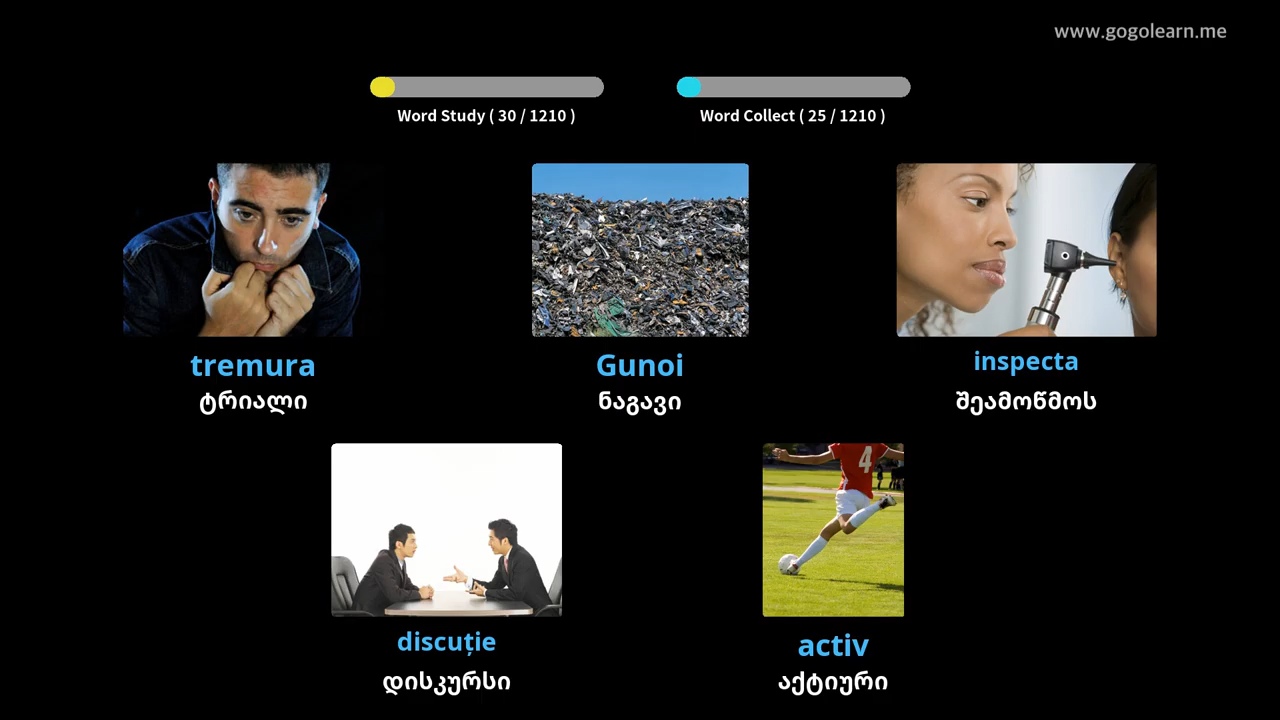 www.gogolearn.me
Word Study ( 30 / 1210 )
Word Collect ( 25 / 1210 )
tremura
ტრიალი
Gunoi
ნაგავი
inspecta
შეამოწმოს
discuție
დისკურსი
activ
აქტიური
4